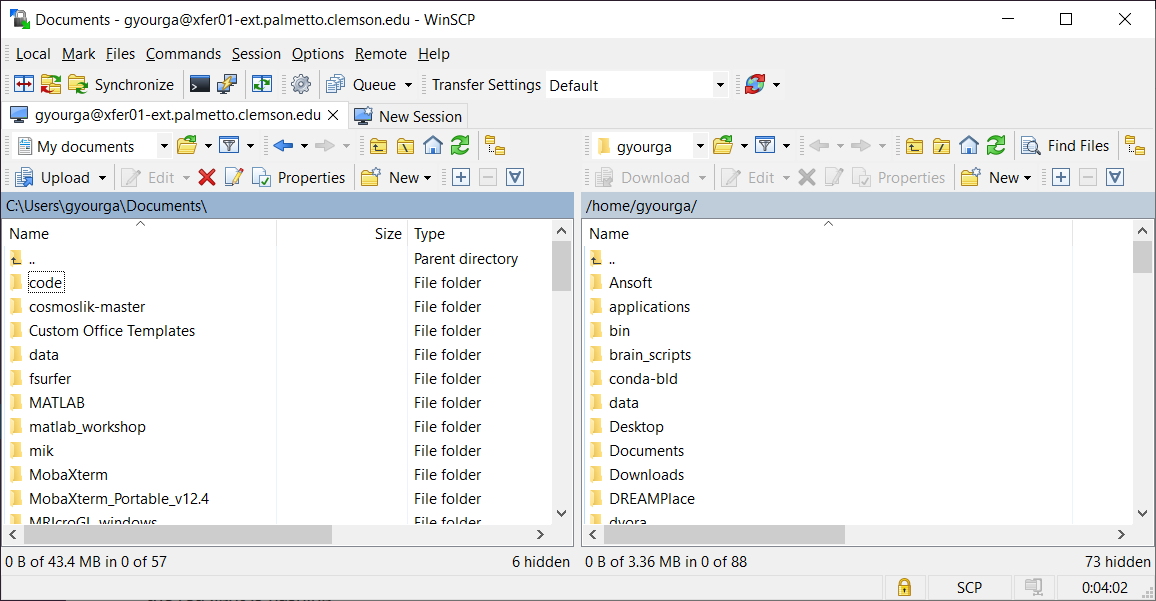 Documents - gyourga@xfer01-ext.palmetto.clemson.edu - WinSCP
Local Mark Files Commands Session Options Remote Help
Synchronize Queue Transfer Settings Default
gyourga@xfer01-ext.palmetto.clemson.edu New Session
My documents gyourga Find Files
Upload Edit Properties New Download Edit Properties New
C:\Users\gyourga\Documents\ /home/gyourga/
Name Size Type Name
.. Parent directory ..
code File folder Ansoft
cosmoslik-master File folder applications
Custom Office Templates File folder bin
data File folder brain_scripts
fsurfer File folder conda-bld
MATLAB File folder data
matlab_workshop File folder Desktop
mik File folder Documents
MobaXterm File folder Downloads
MobaXterm_Portable_v12.4 File folder DREAMPlace
MRIcroGL_windows File folder dvora
0 B of 43.4 MB in 0 of 57 6 hidden 0 B of 3.36 MB in 0 of 88 73 hidden
SCP 0:04:02